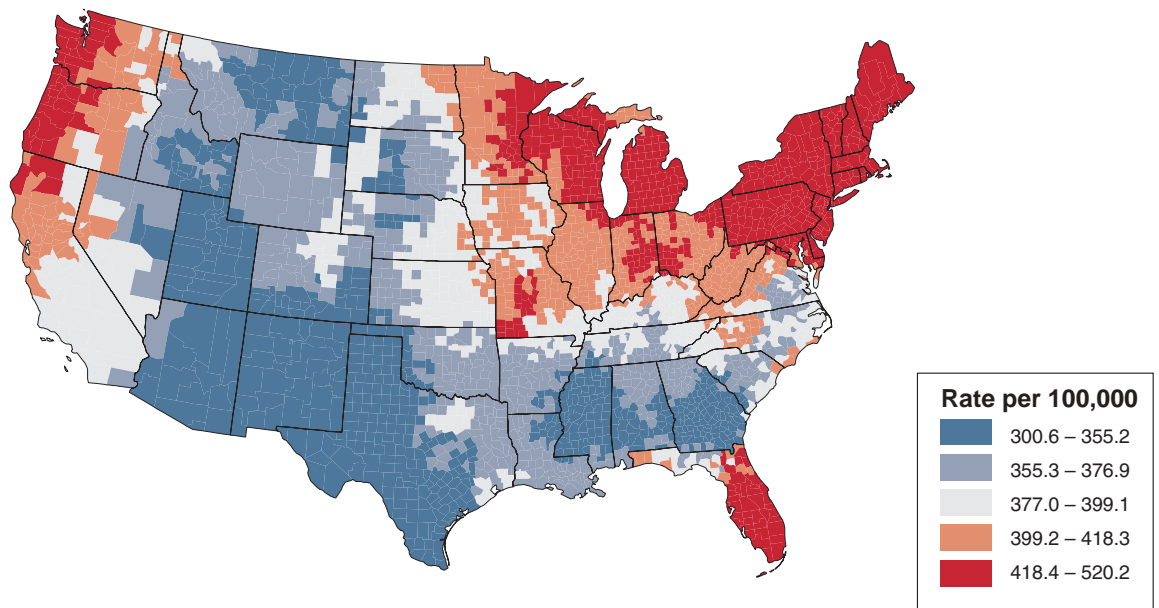 Rate per 100,000
300.6 – 355.2
355.3 – 376.9
377.0 – 399.1
399.2 – 418.3
418.4 – 520.2